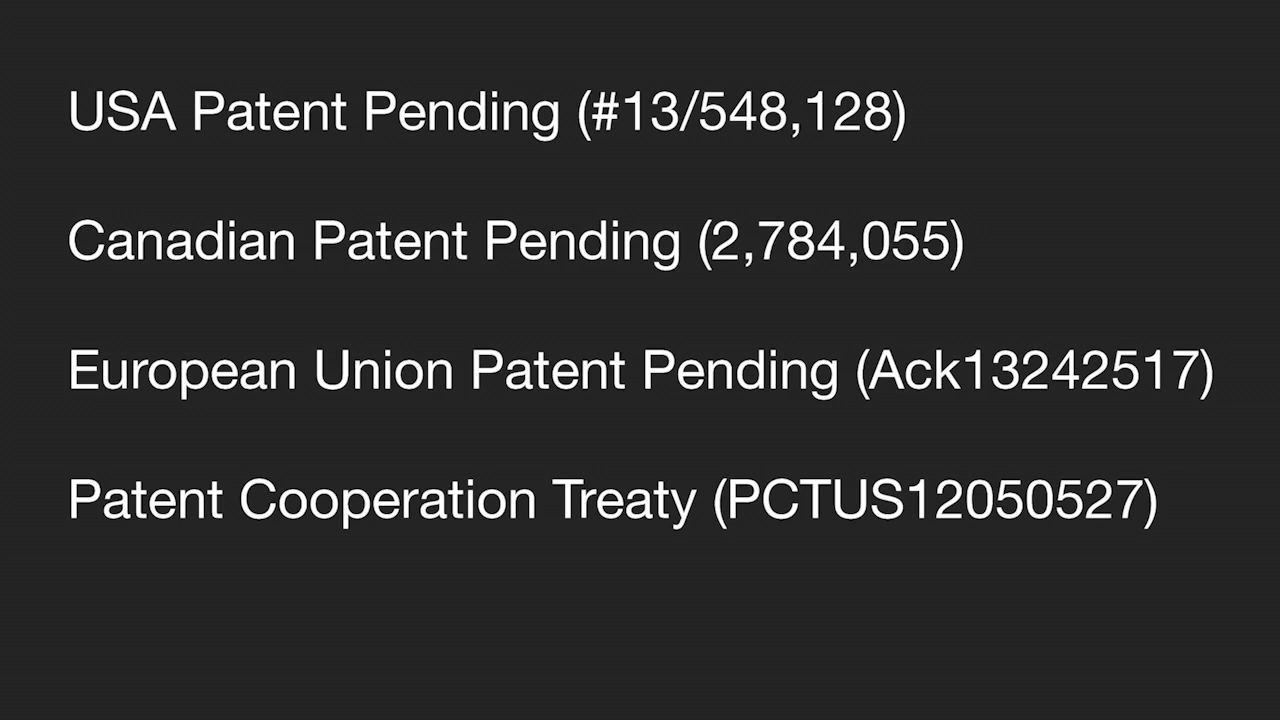 USA Patent Pending (#13/548,128)
Canadian Patent Pending (2,784,055)
European Union Patent Pending (Ack13242517)
Patent Cooperation Treaty (PCTUS12050527)